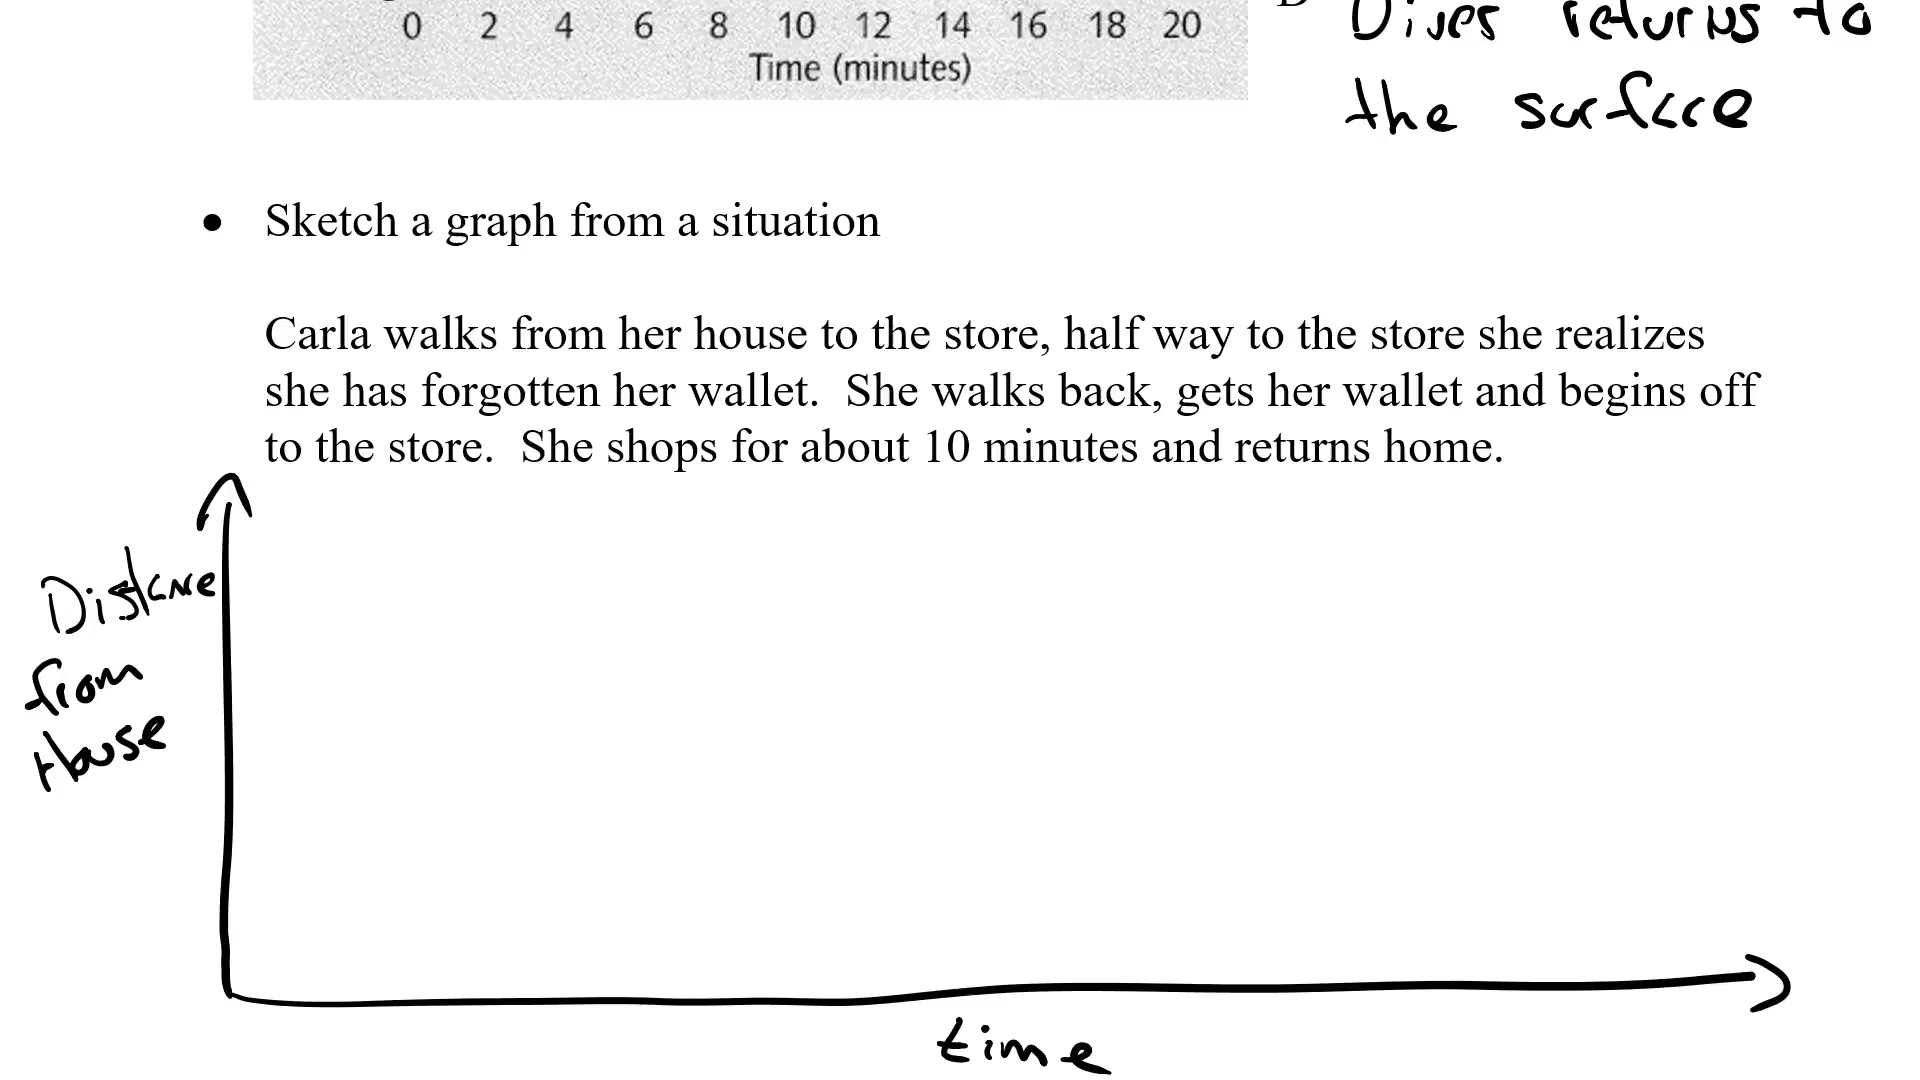 0 2 4 6 8 10 12 14 16 18 20
Time (minutes)
returns to
the surface
• Sketch a graph from a situation
Carla walks from her house to the store, half way to the store she realizes
she has forgotten her wallet. She walks back, gets her wallet and begins off
to the store. She shops for about 10 minutes and returns home.
Distance
from
House
time